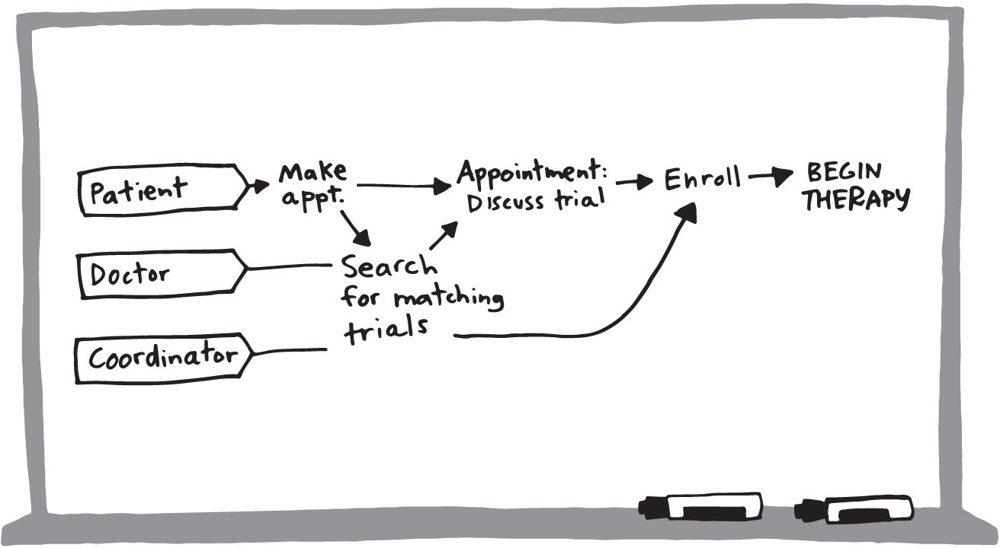 Patient
Make
appt.
Appointment:
Discuss trial
Enroll
BEGIN
THERAPY
Doctor
Search
for matching
trials
Coordinator